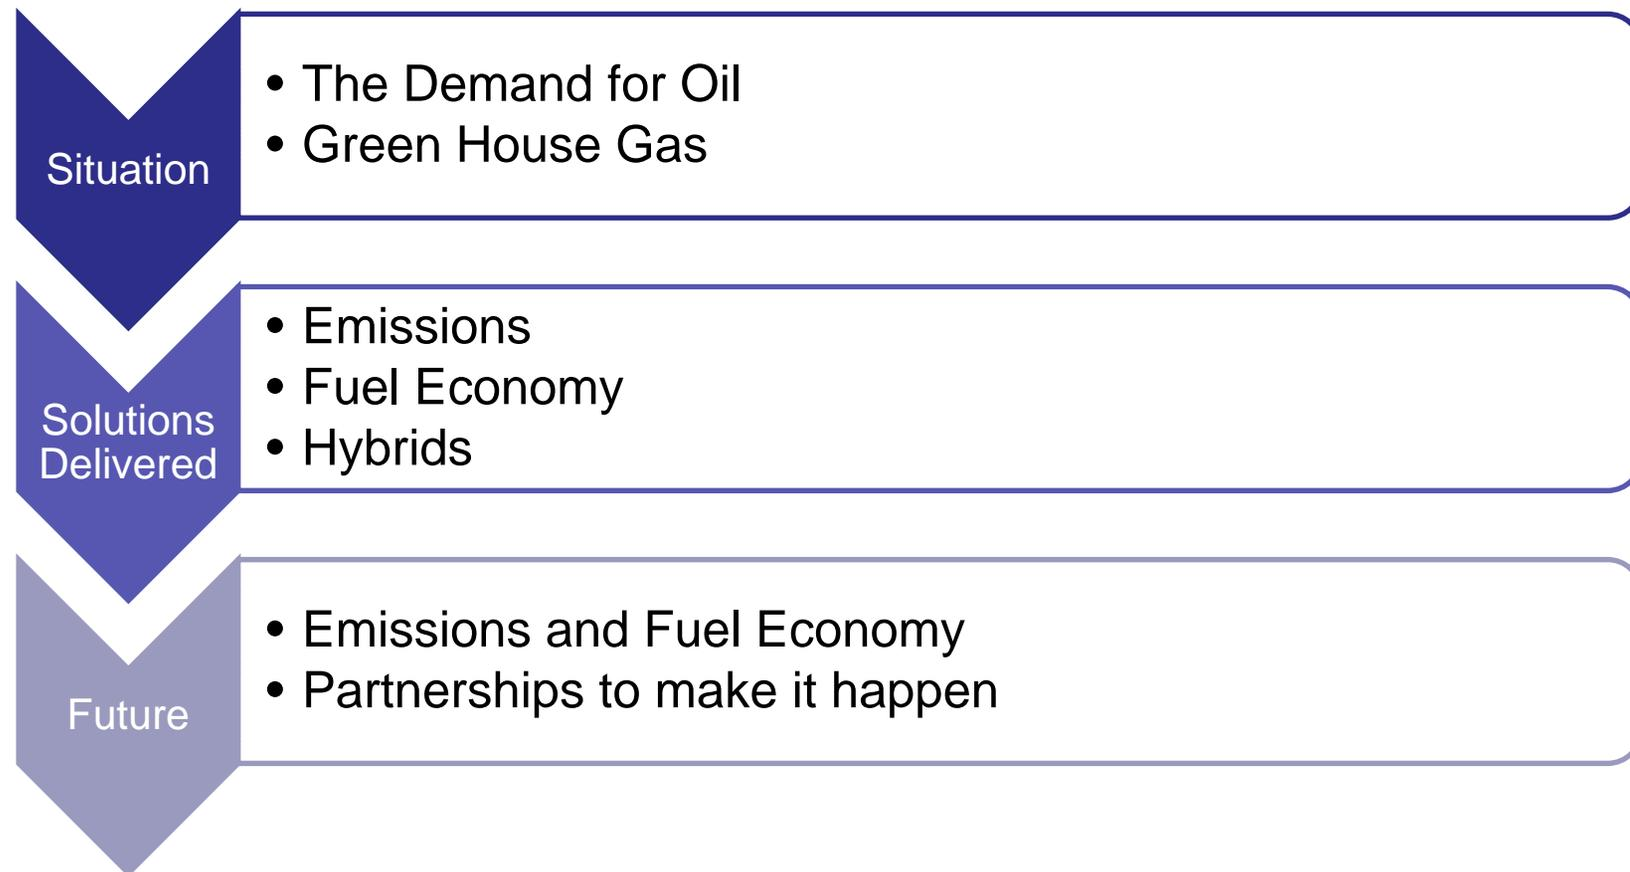 Situation
• The Demand for Oil
• Green House Gas
Solutions
Delivered
• Emissions
• Fuel Economy
• Hybrids
Future
• Emissions and Fuel Economy
• Partnerships to make it happen